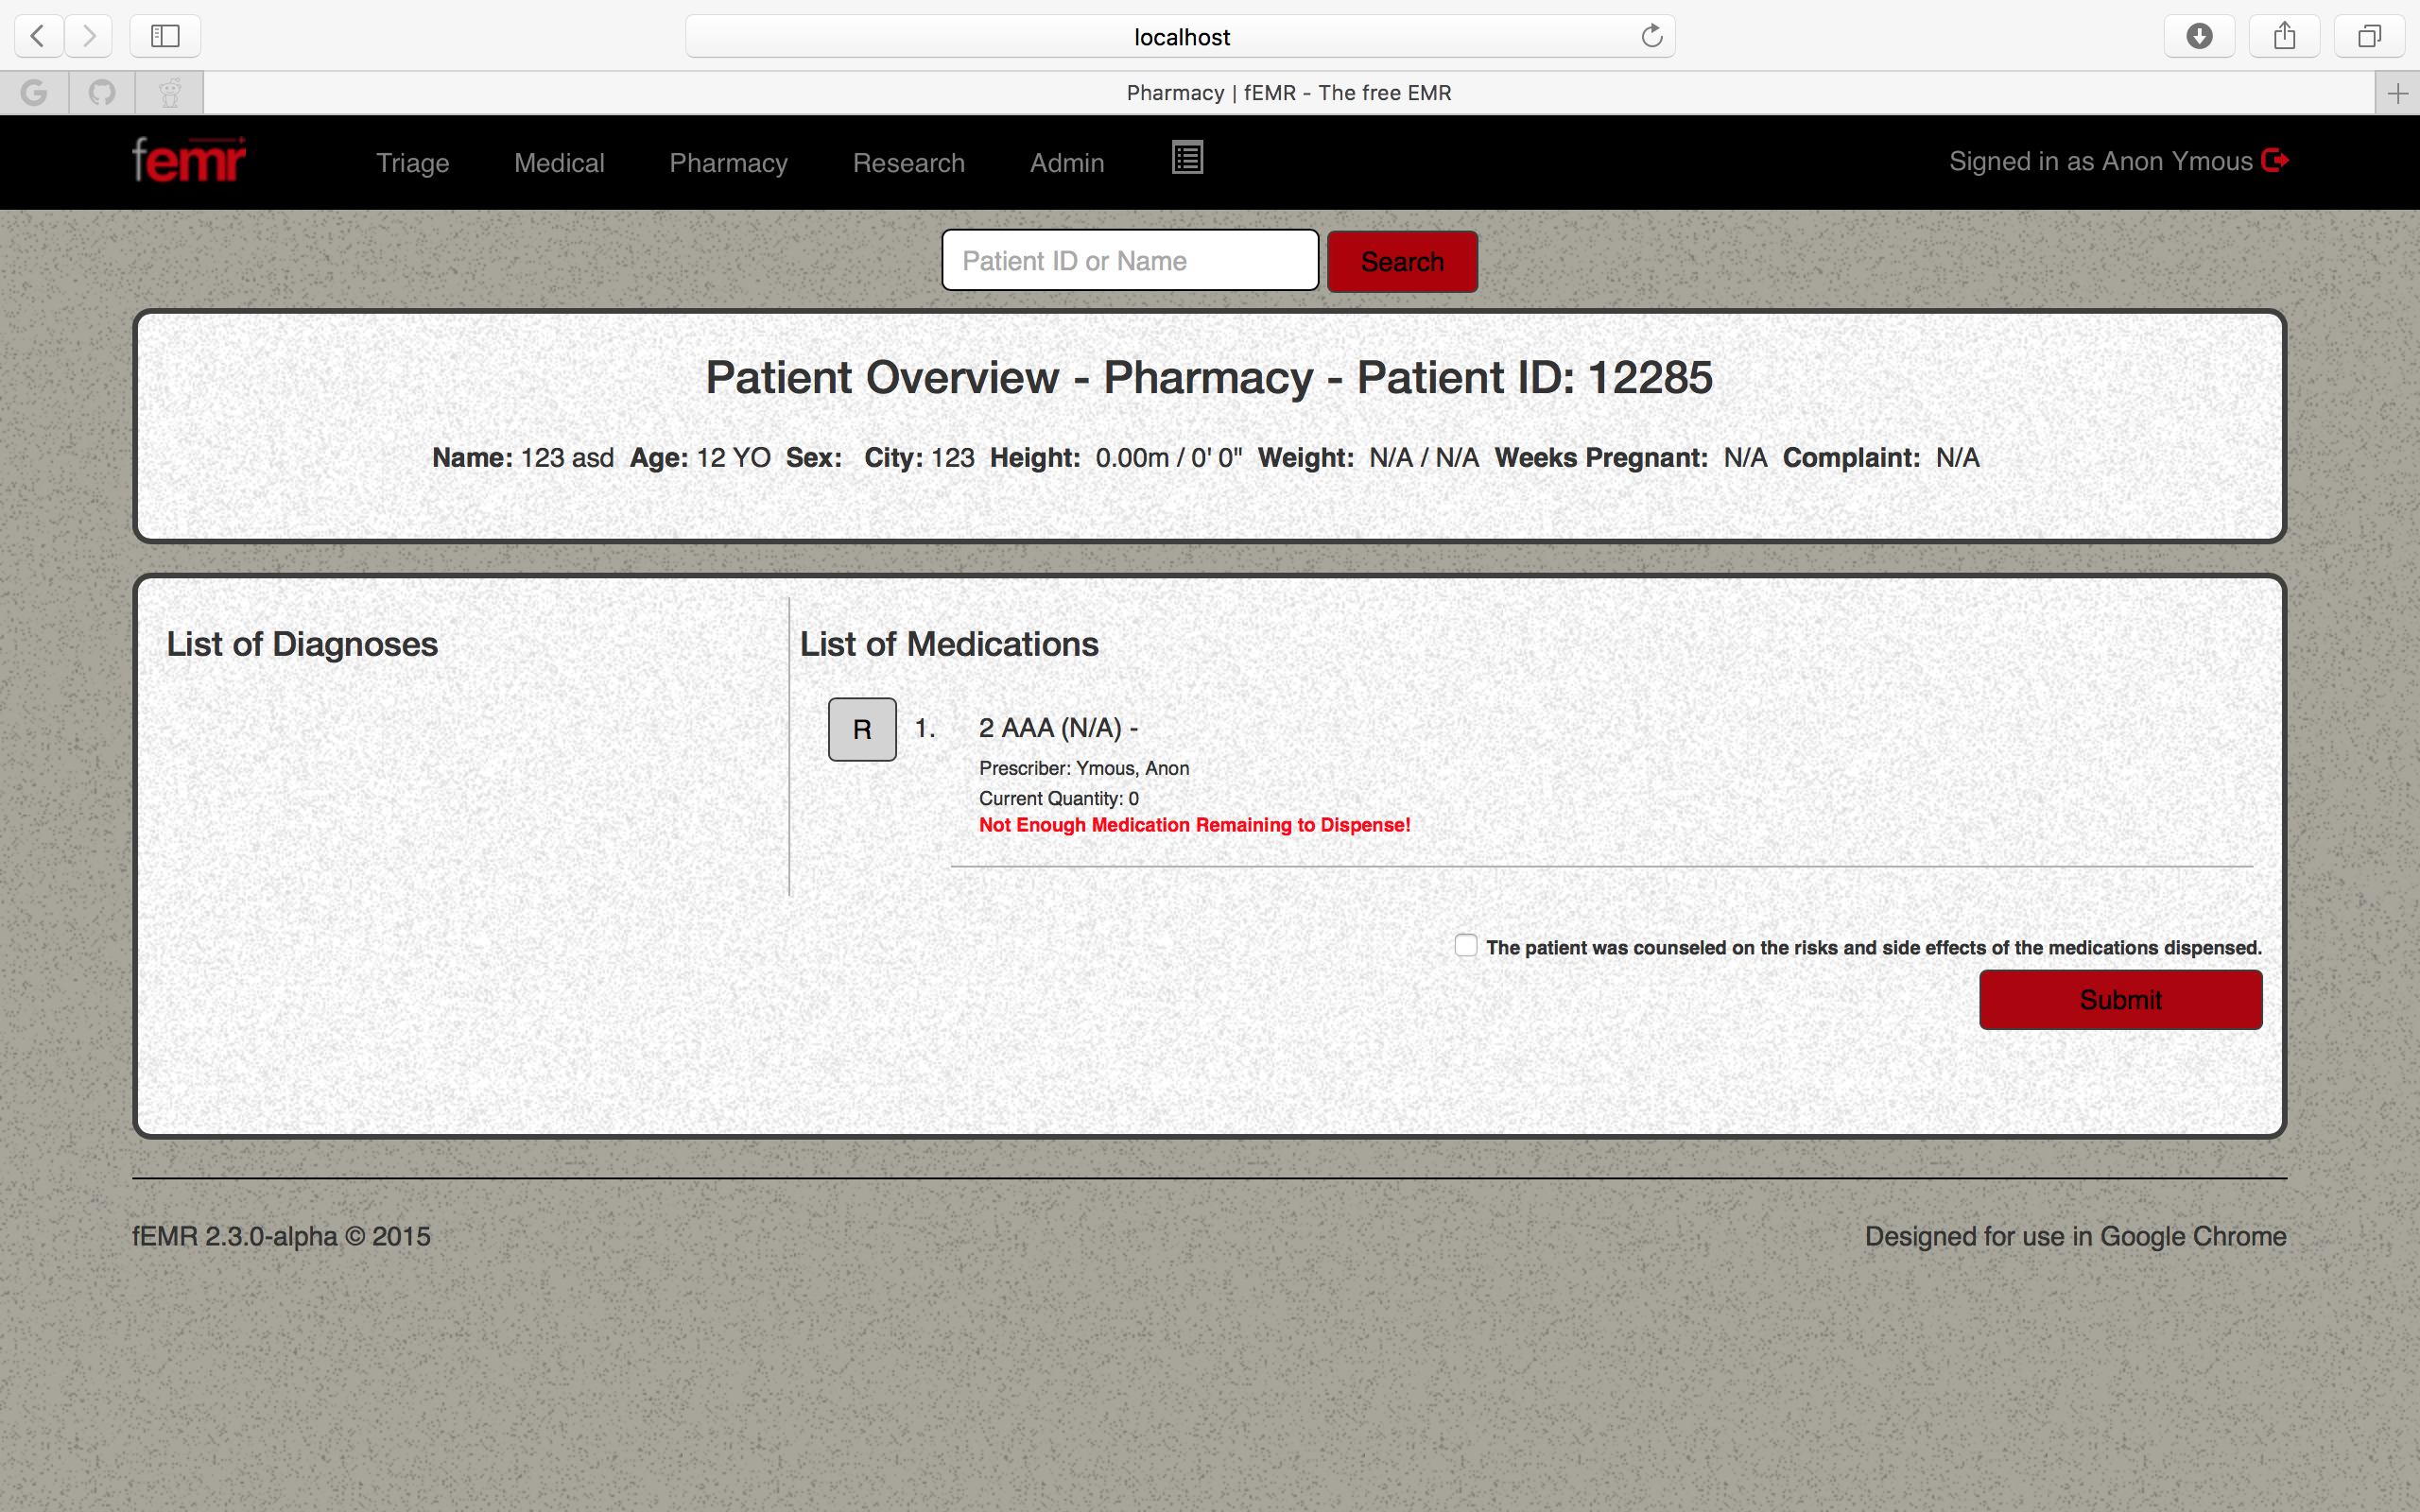 localhost
Pharmacy | fEMR - The free EMR
femr Triage Medical Pharmacy Research Admin Signed in as Anon Ymous
Patient ID or Name Search
Patient Overview - Pharmacy - Patient ID: 12285
Name: 123 asd Age: 12 YO Sex: City: 123 Height: 0.00m / 0' 0" Weight: N/A / N/A Weeks Pregnant: N/A Complaint: N/A
List of Diagnoses
List of Medications
R 1. 2 AAA (N/A) -
Prescriber: Ymous, Anon
Current Quantity: 0
Not Enough Medication Remaining to Dispense!
The patient was counseled on the risks and side effects of the medications dispensed.
Submit
fEMR 2.3.0-alpha © 2015 Designed for use in Google Chrome